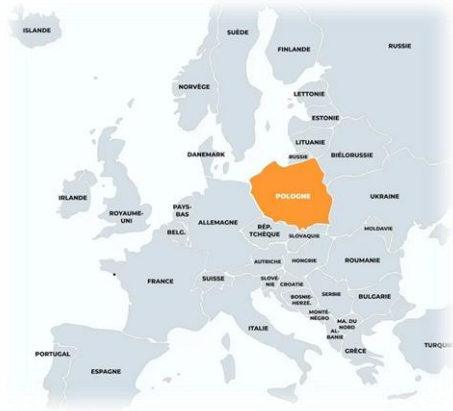 ISLANDE
SUÈDE
FINLANDE
RUSSIE
NORVÈGE
LETTONIE
ESTONIE
LITUANIE
DANEMARK
RUSSIE
BIÉLORUSSIE
IRLANDE
POLOGNE
UKRAINE
ROYAUME-
UNI
PAYS-
BAS
ALLEMAGNE
BELG.
RÉP.
TCHÈQUE
SLOVAQUIE
MOLDAVIE
AUTRICHE
HONGRIE
ROUMANIE
FRANCE
SUISSE
SLOVÉ-
NIE
CROATIE
BOSNIE-
HERZÉ.
SERBIE
BULGARIE
MONTÉ-
NÉGRO
MA. DU
NORD
AL-
BANIE
ITALIE
GRÈCE
TURQUIE
PORTUGAL
ESPAGNE